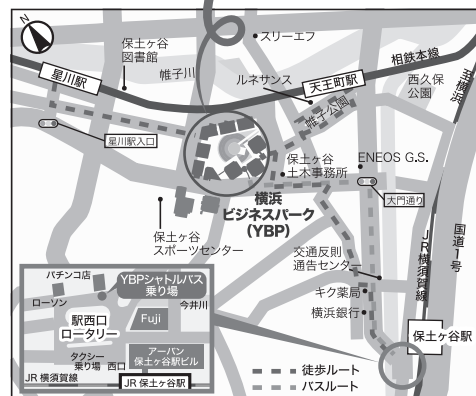 N
スリーエフ
保土ヶ谷
図書館
相鉄本線
星川駅
帷子川
ルネサンス
天王町駅
西久保
公園
至横浜
帷子公園
星川駅入口
保土ヶ谷
土木事務所
ENEOS G.S.
大門通り
横浜
ビジネスパーク
(YBP)
保土ヶ谷
スポーツセンター
国道1号
JR横須賀線
交通反則
通告センター
キク薬局
横浜銀行
保土ヶ谷駅
パチンコ店
YBPシャトルバス
乗り場
ローソン
今井川
駅西口
ロータリー
Fuji
タクシー
乗り場
西口
アーバン
保土ヶ谷駅ビル
JR 横須賀線
JR 保土ヶ谷駅
徒歩ルート
バスルート